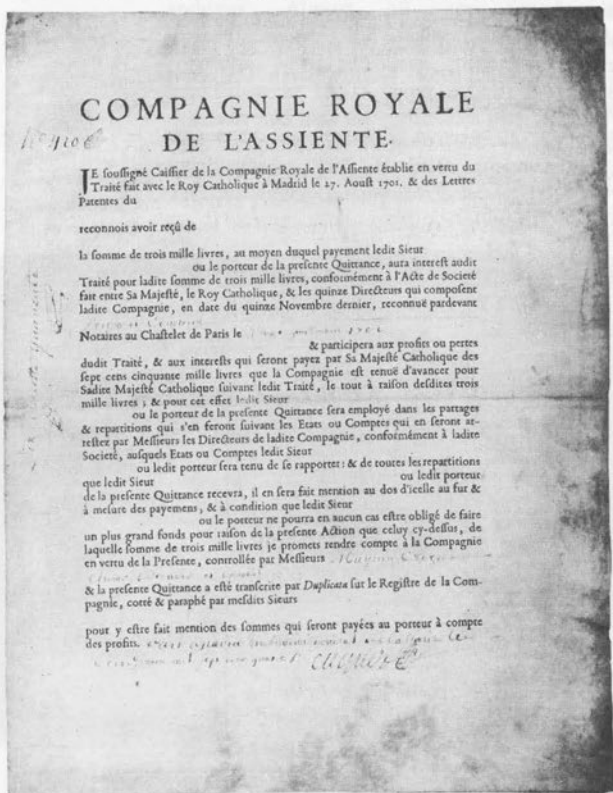 COMPAGNIE ROYALE
DE L'ASSIENTE.
JE soussigné Caissier de la Compagnie Royale de l'Assiente établie en vertu du
Traité fait avec le Roy Catholique à Madrid le 27. Aoust 1701. & des Lettres
Patentes du
reconnois avoir reçû de
la somme de trois mille livres, au moyen duquel payement ledit Sieur
ou le porteur de la presente Quittance, aura interest audit
Traité pour ladite somme de trois mille livres, conformément à l'Acte de Societé
fait entre Sa Majesté, le Roy Catholique, & les quinze Directeurs qui composent
ladite Compagnie, en date du quinze Novembre dernier, reconnuë pardevant
Notaires au Chastelet de Paris le
& participera aux profits ou pertes
dudit Traité, & aux interests qui seront payez par Sa Majesté Catholique des
sept cens cinquante mille livres que la Compagnie est tenuë d'avancer pour
Sadite Majesté Catholique suivant ledit Traité, le tout à raison desdites trois
mille livres ; & pour cet effet ledit Sieur
ou le porteur de la presente Quittance sera employé dans les partages
& repartitions qui s'en feront suivant les Etats ou Comptes qui en seront ar-
restez par Messieurs les Directeurs de ladite Compagnie, conformément à ladite
Societé, ausquels Etats ou Comptes ledit Sieur
ou ledit porteur sera tenu de se rapporter : & de toutes les repartitions
que ledit Sieur ou ledit porteur
de la presente Quittance recevra, il en sera fait mention au dos d'icelle au fur &
à mesure des payemens, & à condition que ledit Sieur
ou le porteur ne pourra en aucun cas estre obligé de faire
un plus grand fonds pour raison de la presente Action que celuy cy-dessus, de
laquelle somme de trois mille livres je promets rendre compte à la Compagnie
en vertu de la Presente, controllée par Messieurs
& la presente Quittance a esté transcrite par Duplicata sur le Registre de la Com-
pagnie, cotté & paraphé par mesdits Sieurs
pour y estre fait mention des sommes qui seront payées au porteur à compte
des profits.